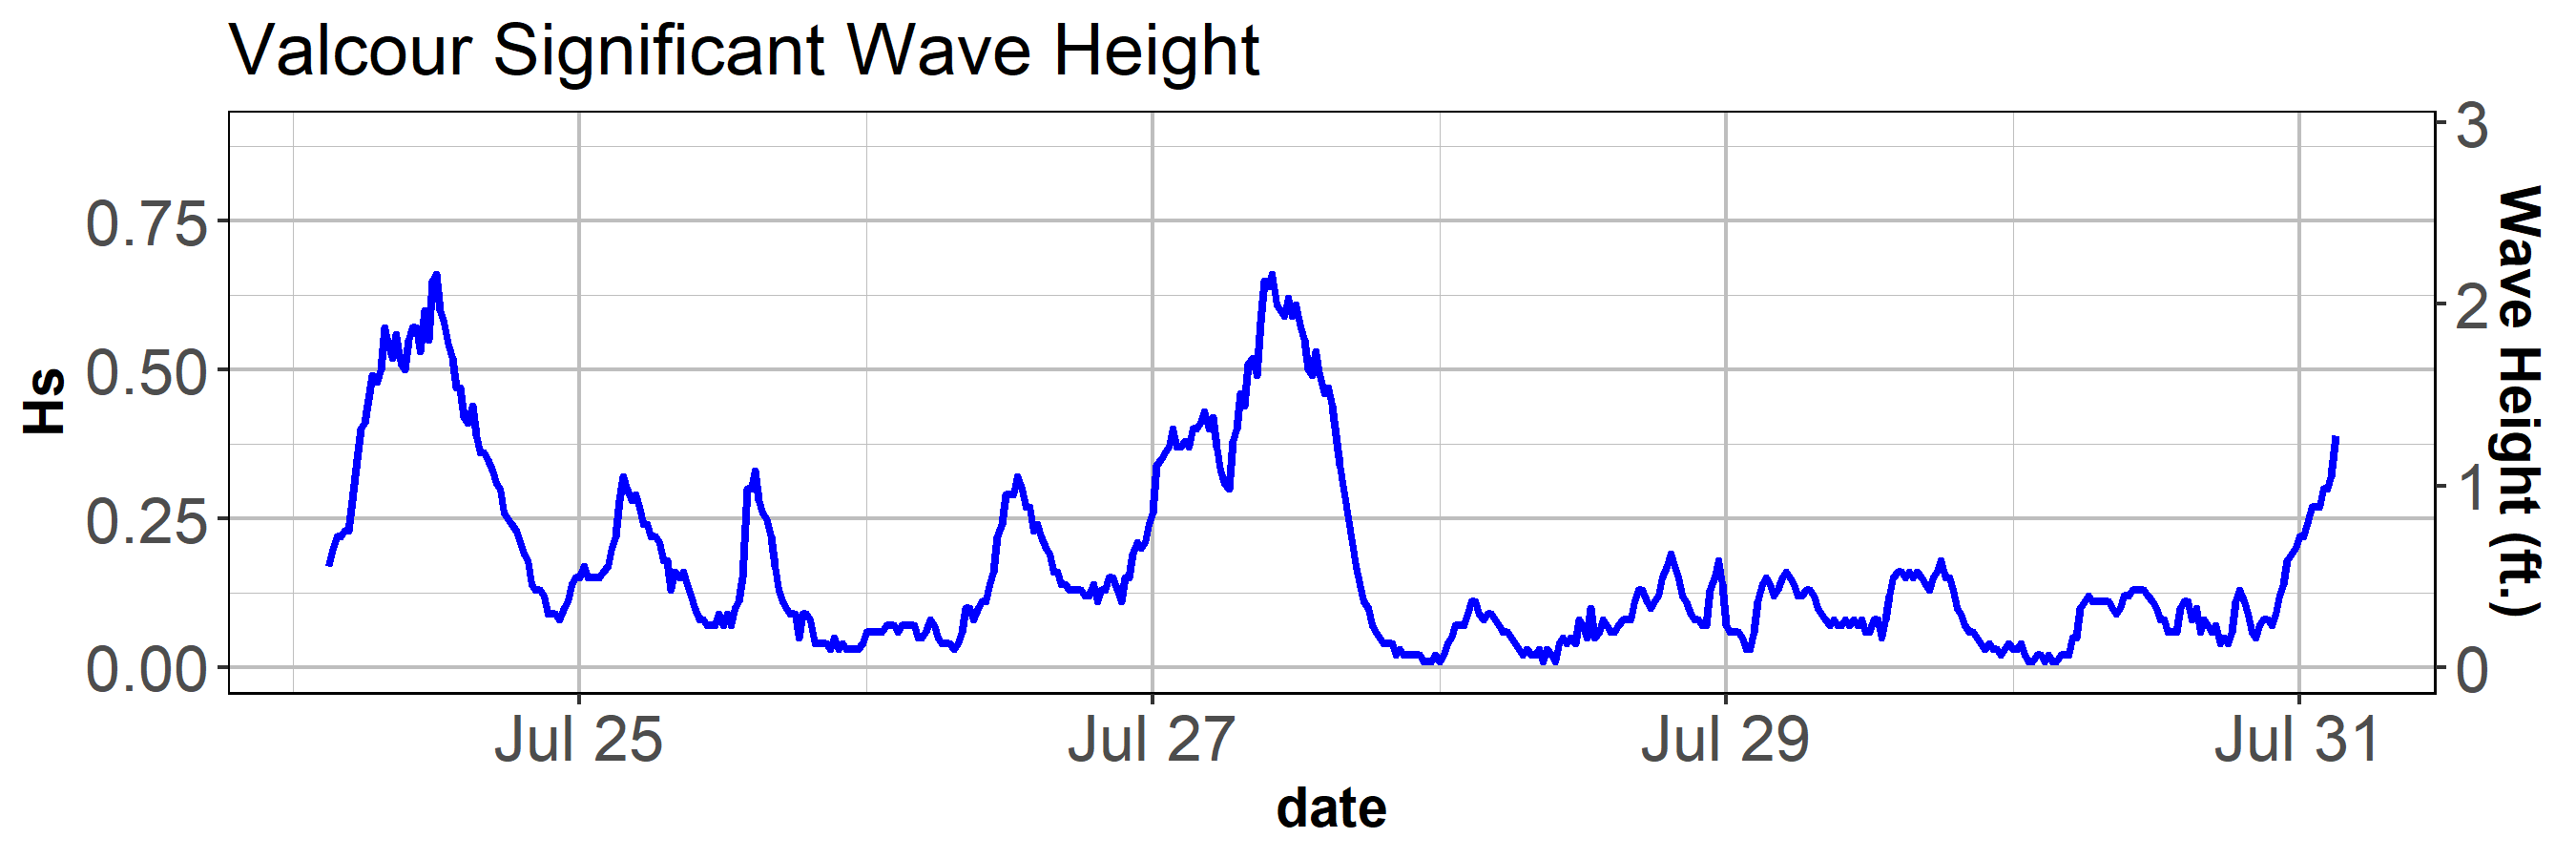 Valcour Significant Wave Height
Hs
0.75
0.50
0.25
0.00
3
2
1
0
Wave Height (ft.)
Jul 25
Jul 27
Jul 29
Jul 31
date